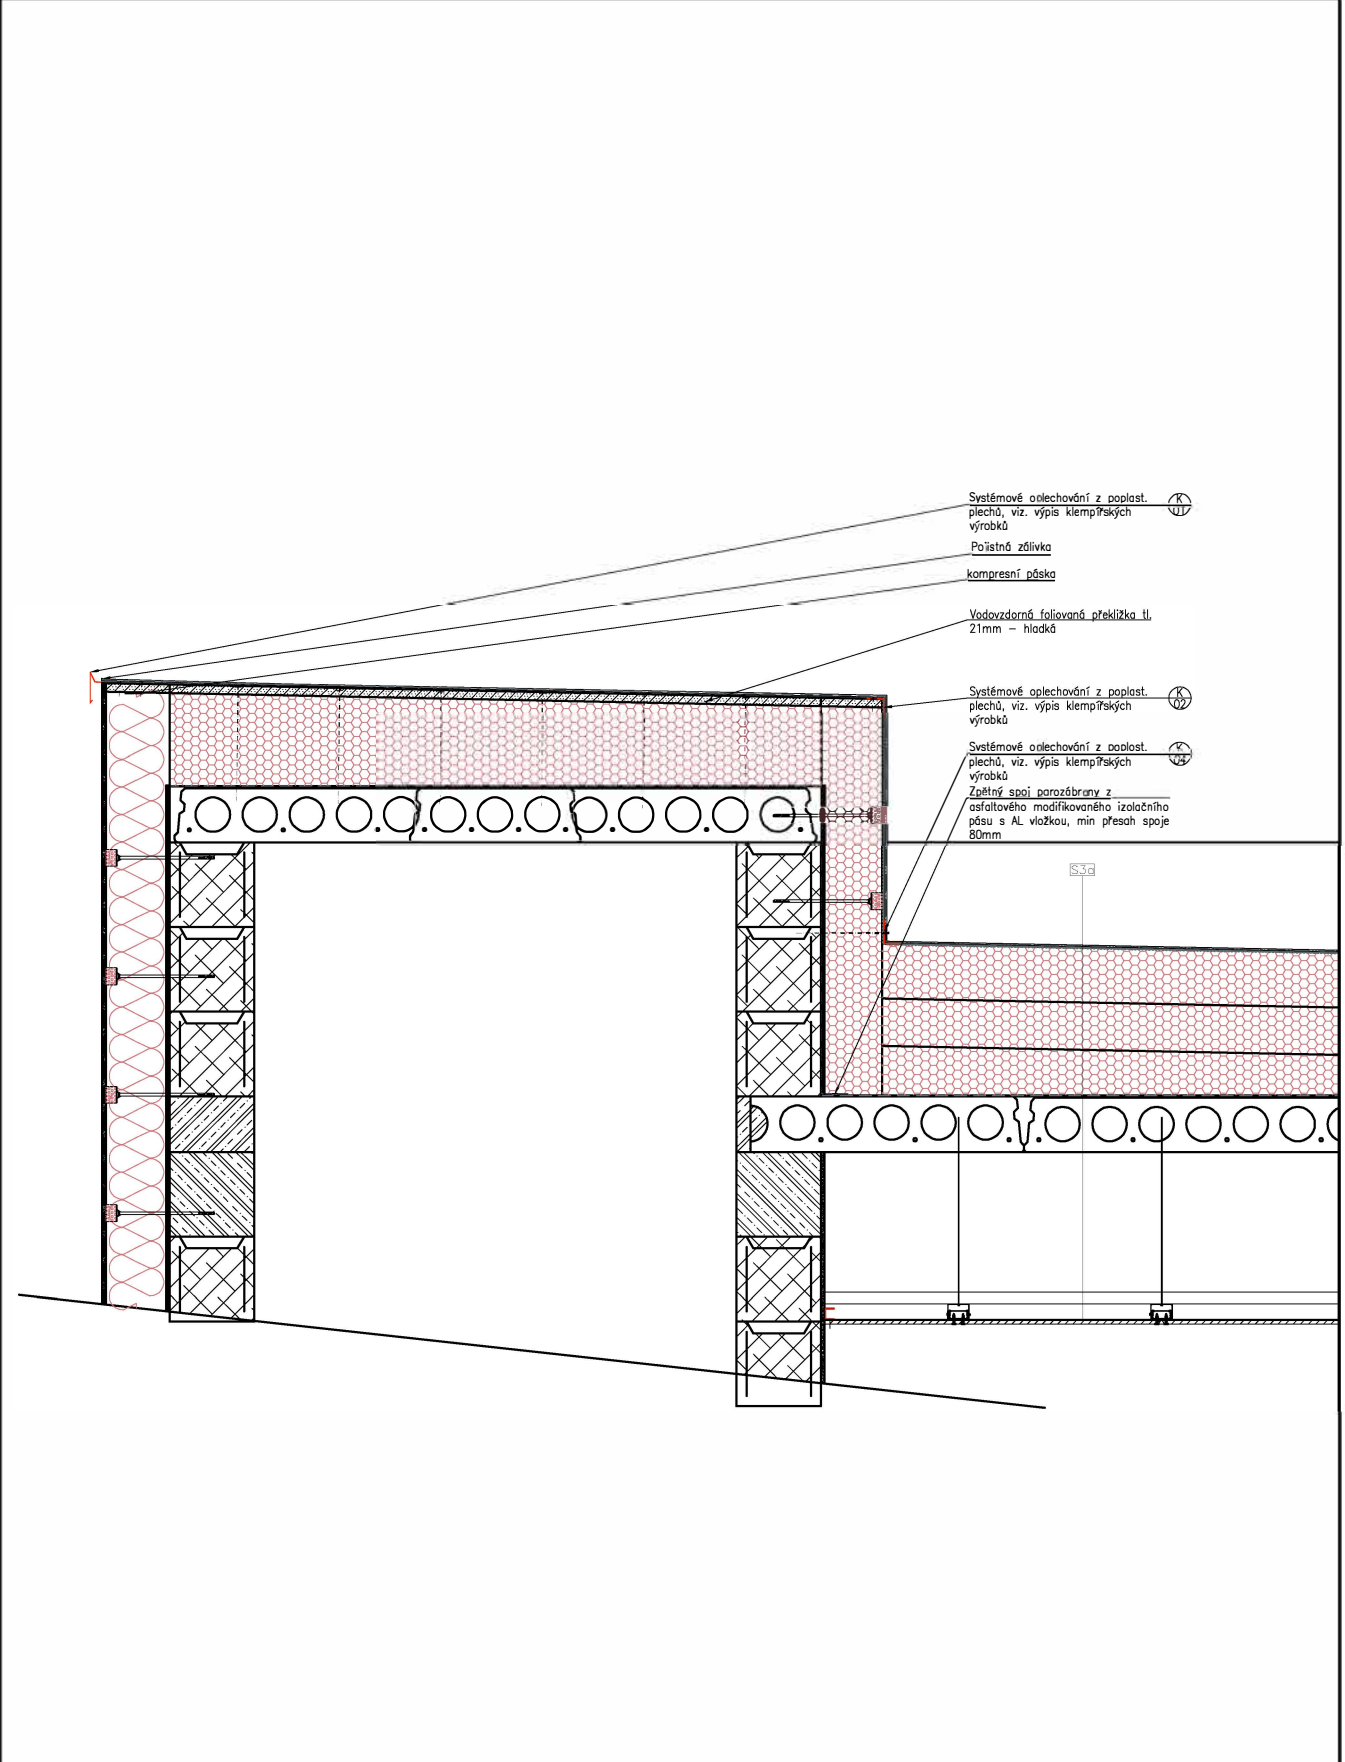 Systémové oplechování z poplast. K
plechů, viz. výpis klempířských 01
výrobků
Pojistná zálivka
kompresní páska
Vodovzdorná foliovaná překližka tl.
21mm – hladká
Systémové oplechování z poplast. K
plechů, viz. výpis klempířských 02
výrobků
Systémové oplechování z poplast. K
plechů, viz. výpis klempířských 04
výrobků
Zpětný spoj parozábrany z
asfaltového modifikovaného izolačního
pásu s AL vložkou, min přesah spoje
80mm
S3a